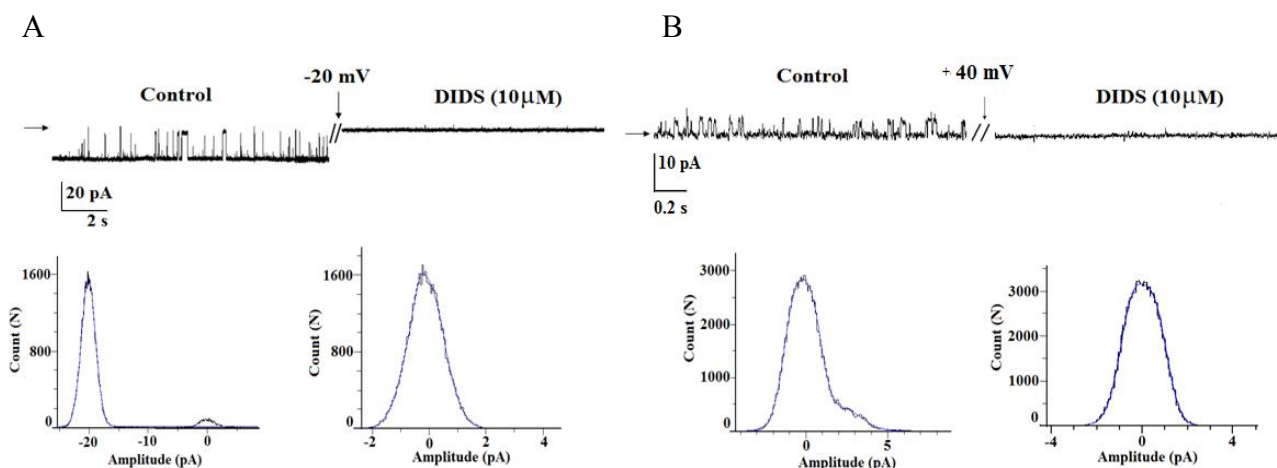 A
B
-20 mV
Control
DIDS (10µM)
20 pA
2 s
+ 40 mV
Control
DIDS (10µM)
10 pA
0.2 s
Count (N)
1600
800
0
-20
-10
0
Amplitude (pA)
Count (N)
1600
800
0
-2
0
2
4
Amplitude (pA)
Count (N)
3000
2000
1000
0
0
5
Amplitude (pA)
Count (N)
3000
2000
1000
0
-4
0
4
Amplitude (pA)